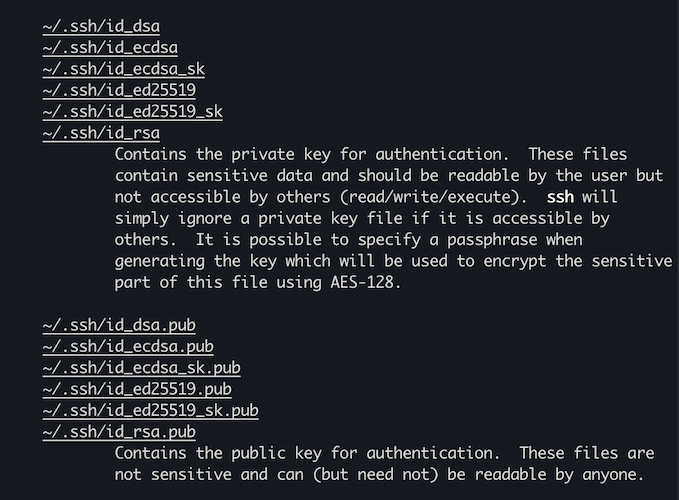 ~/.ssh/id_dsa
~/.ssh/id_ecdsa
~/.ssh/id_ecdsa_sk
~/.ssh/id_ed25519
~/.ssh/id_ed25519_sk
~/.ssh/id_rsa
Contains the private key for authentication.  These files
contain sensitive data and should be readable by the user but
not accessible by others (read/write/execute).  ssh will
simply ignore a private key file if it is accessible by
others.  It is possible to specify a passphrase when
generating the key which will be used to encrypt the sensitive
part of this file using AES-128.
~/.ssh/id_dsa.pub
~/.ssh/id_ecdsa.pub
~/.ssh/id_ecdsa_sk.pub
~/.ssh/id_ed25519.pub
~/.ssh/id_ed25519_sk.pub
~/.ssh/id_rsa.pub
Contains the public key for authentication.  These files are
not sensitive and can (but need not) be readable by anyone.